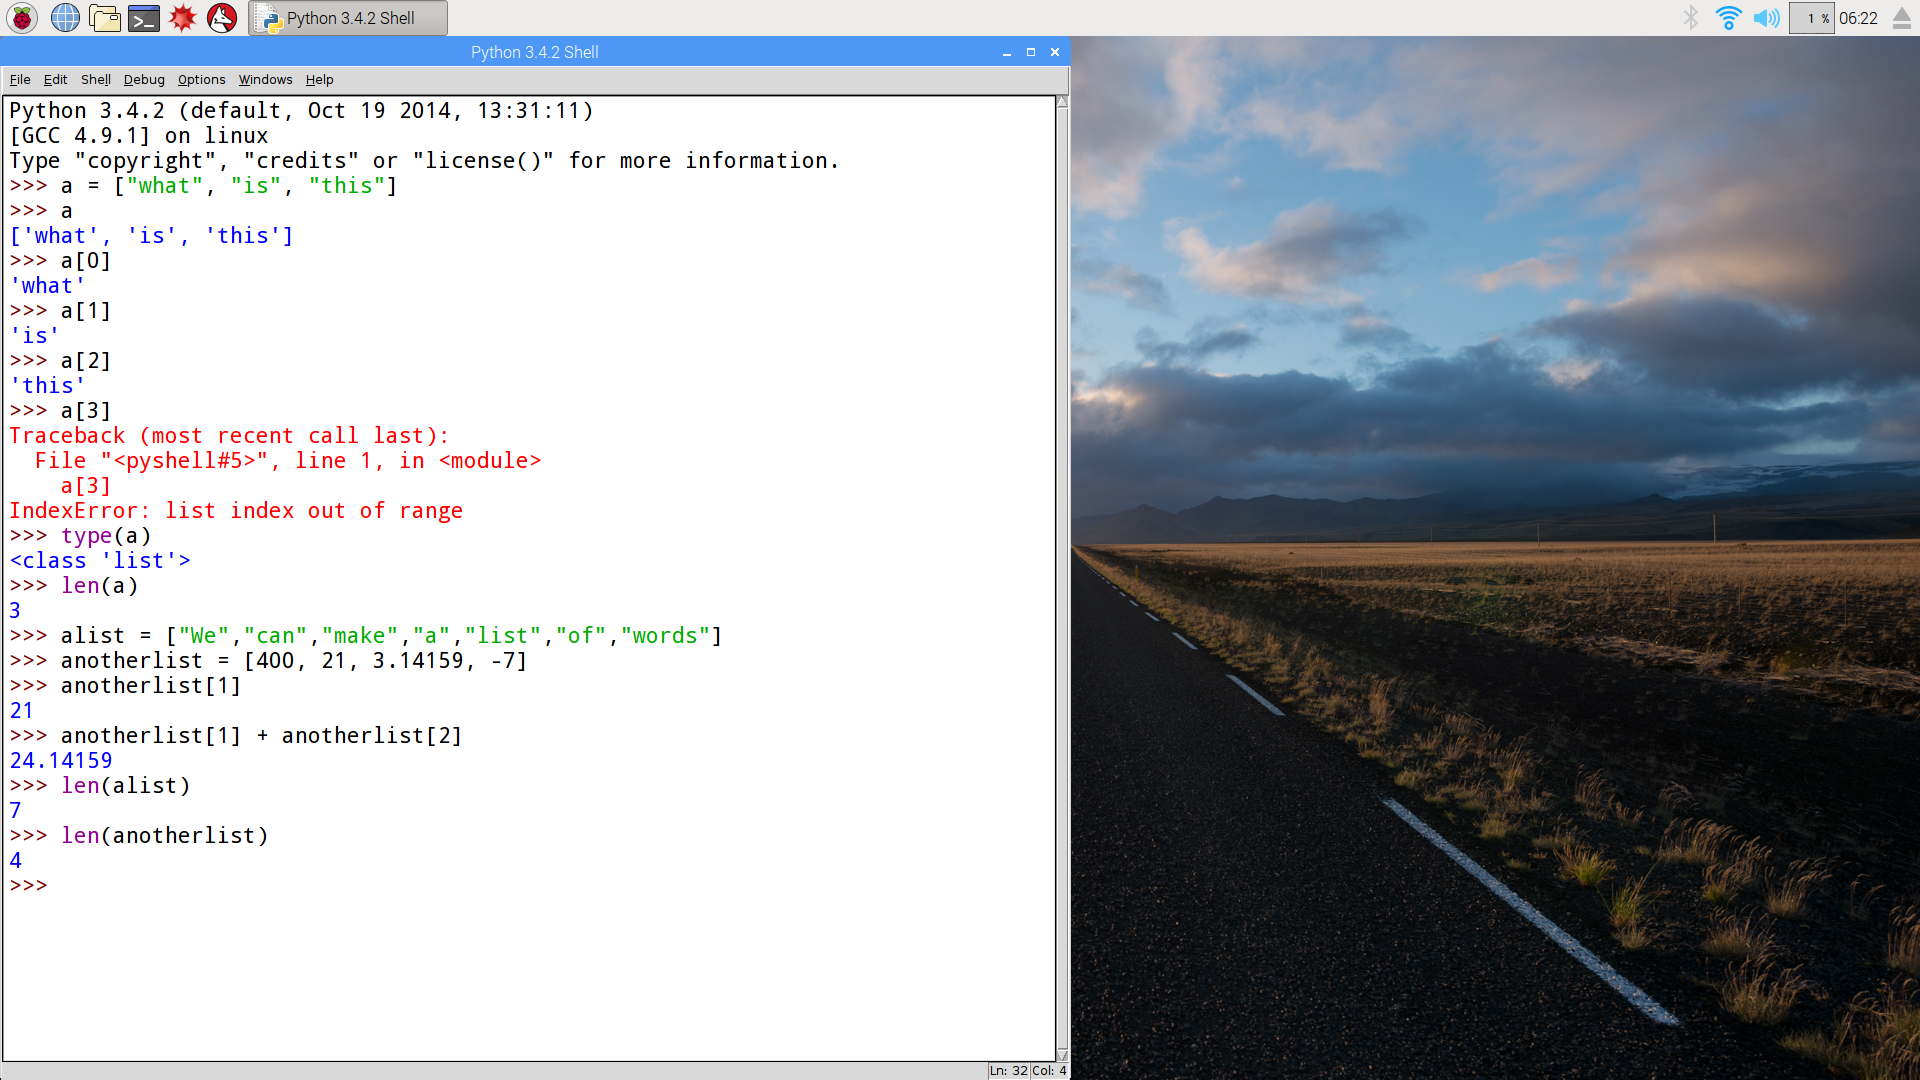 Python 3.4.2 Shell
1 %
06:22
Python 3.4.2 Shell
File Edit Shell Debug Options Windows Help
Python 3.4.2 (default, Oct 19 2014, 13:31:11)
[GCC 4.9.1] on linux
Type "copyright", "credits" or "license()" for more information.
>>> a = ["what", "is", "this"]
>>> a
['what', 'is', 'this']
>>> a[0]
'what'
>>> a[1]
'is'
>>> a[2]
'this'
>>> a[3]
Traceback (most recent call last):
  File "<pyshell#5>", line 1, in <module>
    a[3]
IndexError: list index out of range
>>> type(a)
<class 'list'>
>>> len(a)
3
>>> alist = ["We","can","make","a","list","of","words"]
>>> anotherlist = [400, 21, 3.14159, -7]
>>> anotherlist[1]
21
>>> anotherlist[1] + anotherlist[2]
24.14159
>>> len(alist)
7
>>> len(anotherlist)
4
>>>
Ln: 32 Col: 4